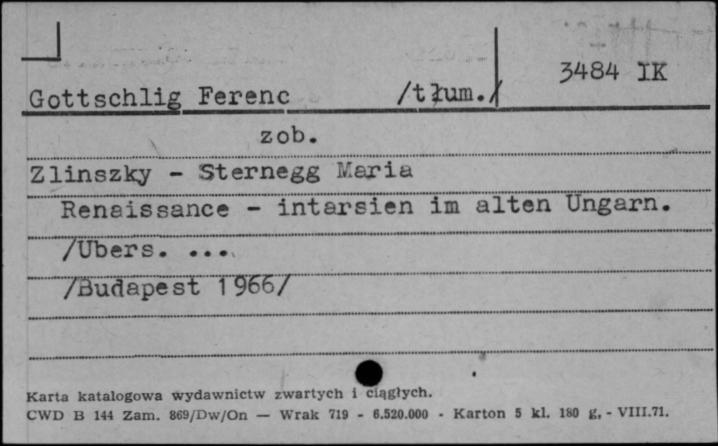 3484 IK
Gottschlig Ferenc /tłum./
zob.
Zlinszky - Sternegg Maria
Renaissance - intarsien im alten Ungarn.
/Ubers. ...
/Budapest 1966/
Karta katalogowa wydawnictw zwartych i ciągłych.
CWD B 144 Zam. 869/Dw/On — Wrak 719 - 6.520.000 - Karton 5 kl. 180 g. - VIII.71.